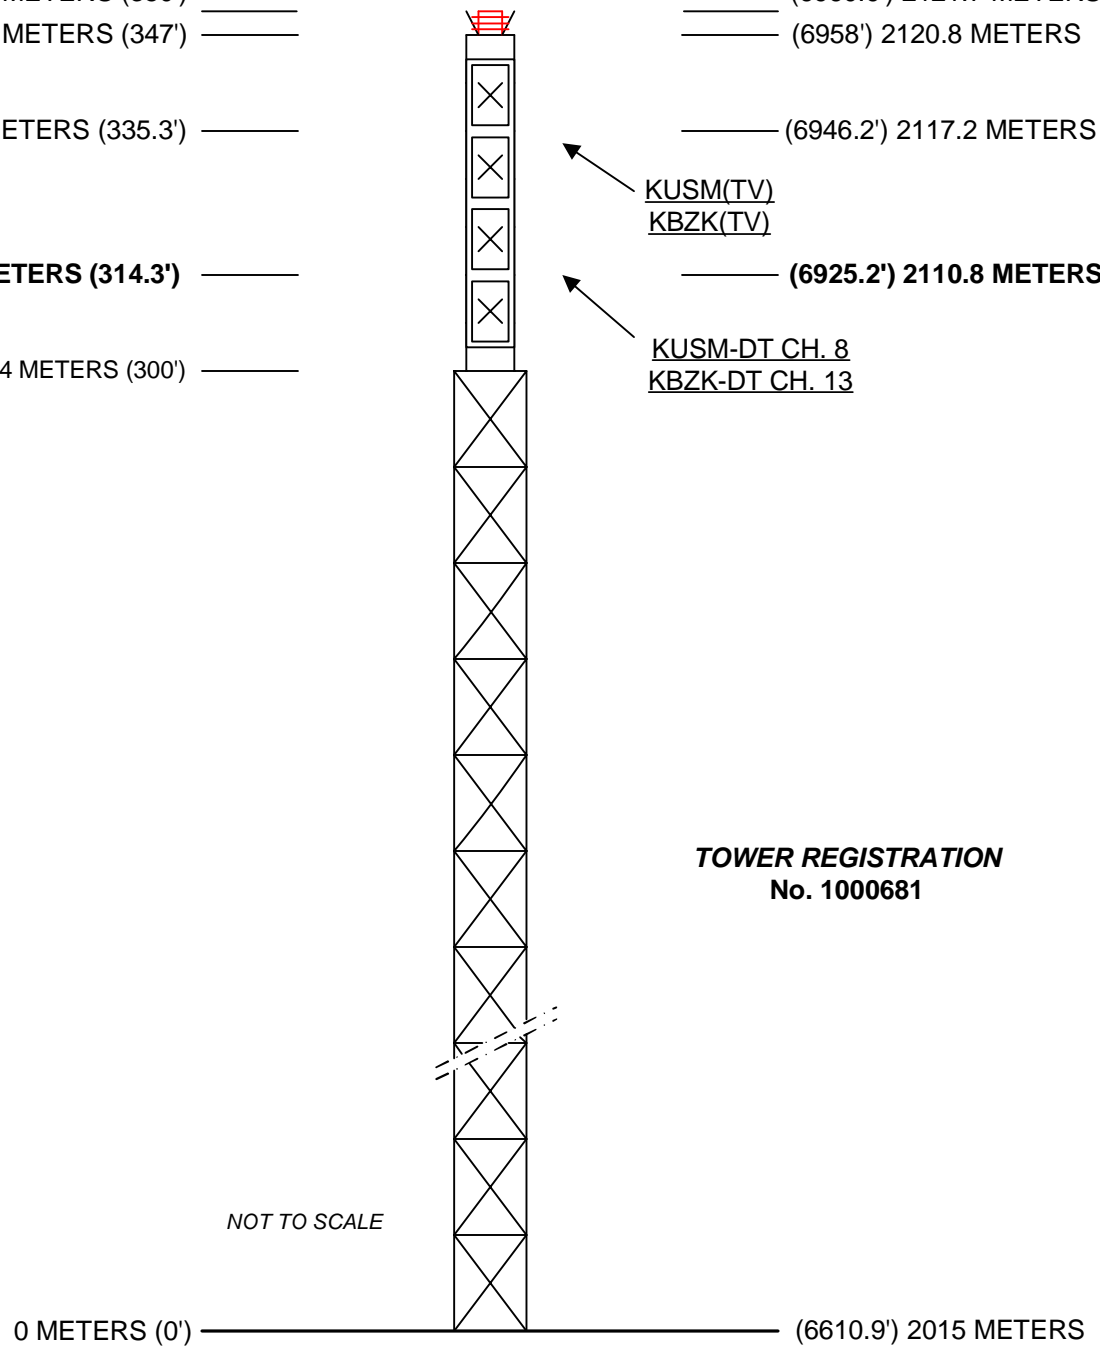 METERS (347')
(6958') 2120.8 METERS
METERS (335.3')
(6946.2') 2117.2 METERS
KUSM(TV)
KBZK(TV)
METERS (314.3')
(6925.2') 2110.8 METERS
KUSM-DT CH. 8
KBZK-DT CH. 13
4 METERS (300')
TOWER REGISTRATION
No. 1000681
NOT TO SCALE
0 METERS (0')
(6610.9') 2015 METERS